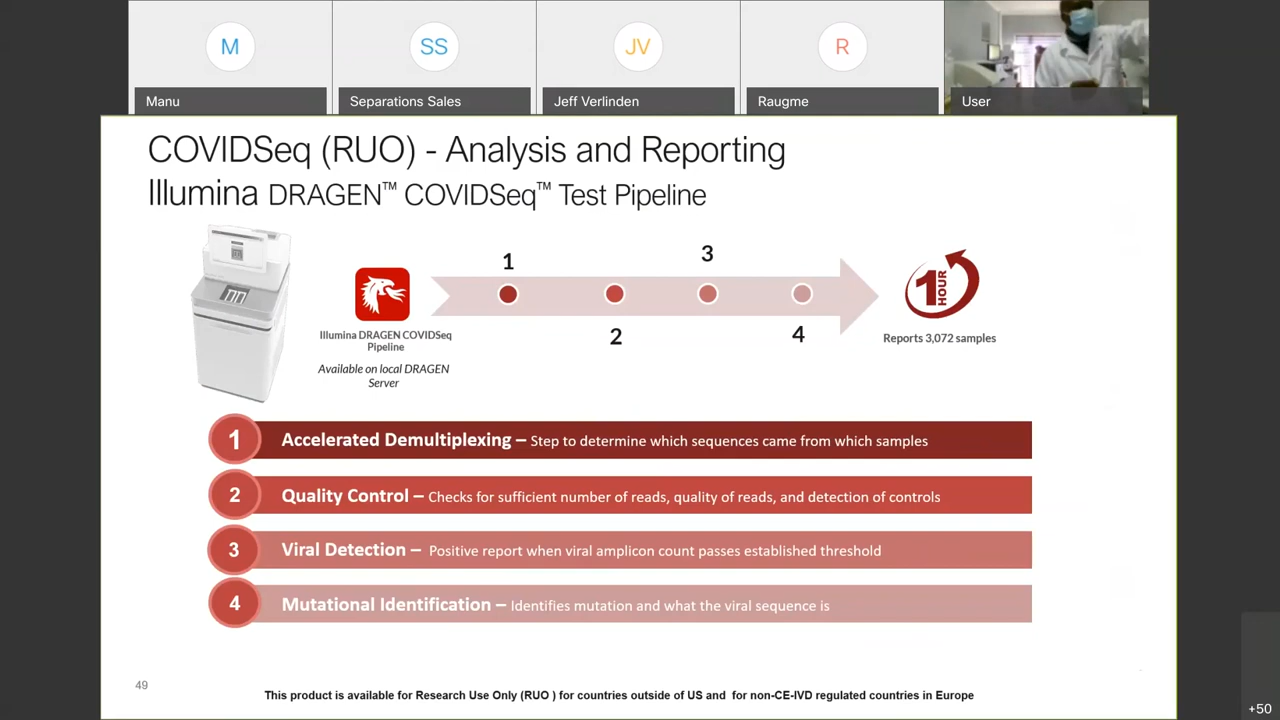 M
SS
JV
R
Manu
Separations Sales
Jeff Verlinden
Raugme
User
COVIDSeq (RUO) - Analysis and Reporting
Illumina DRAGEN™ COVIDSeq™ Test Pipeline
1
2
3
4
Illumina DRAGEN COVIDSeq
Pipeline
Available on local DRAGEN
Server
1
HOUR
Reports 3,072 samples
1 Accelerated Demultiplexing – Step to determine which sequences came from which samples
2 Quality Control – Checks for sufficient number of reads, quality of reads, and detection of controls
3 Viral Detection – Positive report when viral amplicon count passes established threshold
4 Mutational Identification – Identifies mutation and what the viral sequence is
49
This product is available for Research Use Only (RUO ) for countries outside of US and for non-CE-IVD regulated countries in Europe
+50